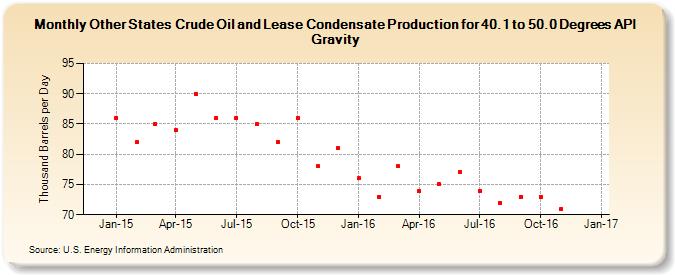 Monthly Other States Crude Oil and Lease Condensate Production for 40.1 to 50.0 Degrees API
Gravity
Thousand Barrels per Day
95
90
85
80
75
70
Jan-15 Apr-15 Jul-15 Oct-15 Jan-16 Apr-16 Jul-16 Oct-16 Jan-17
Source: U.S. Energy Information Administration